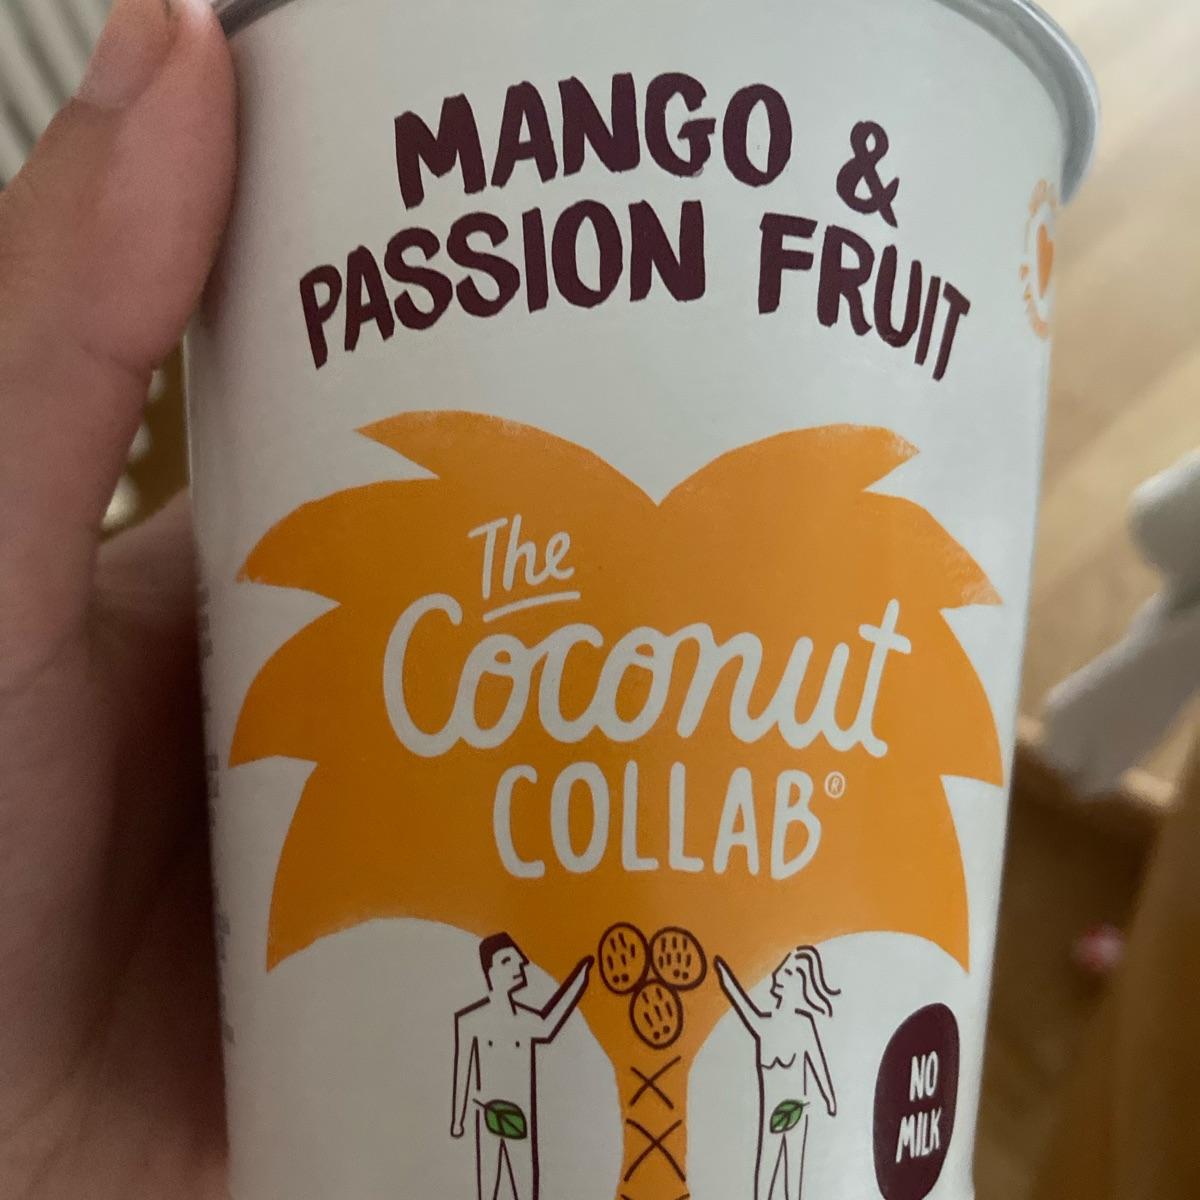 MANGO &
PASSION FRUIT
The
Coconut
COLLAB®
NO
MILK